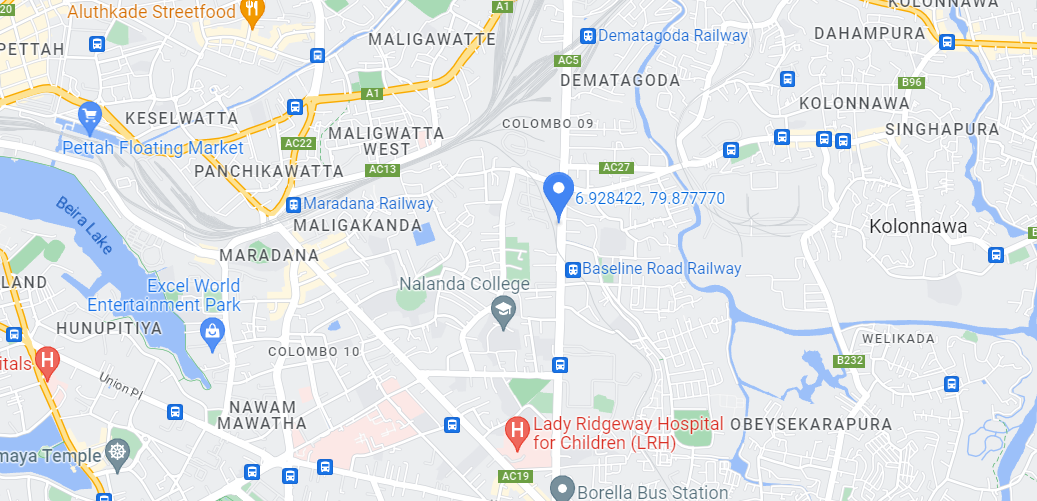 20
Aluthkade Streetfood
A1
KOLONNAWA
PETTAH
MALIGAWATTE
Dematagoda Railway
DAHAMPURA
AC5
DEMATAGODA
B96
A1
KOLONNAWA
KESELWATTA
COLOMBO 09
SINGHAPURA
MALIGWATTA
WEST
AC22
Pettah Floating Market
AC27
PANCHIKAWATTA
AC13
6.928422, 79.877770
Maradana Railway
Beira Lake
MALIGAKANDA
Kolonnawa
MARADANA
Baseline Road Railway
LAND
Excel World
Entertainment Park
Nalanda College
HUNUPITIYA
WELIKADA
COLOMBO 10
B232
itals
H
Union Pl
NAWAM
MAWATHA
H
Lady Ridgeway Hospital
for Children (LRH)
OBEYSEKARAPURA
maya Temple
AC19
Borella Bus Station